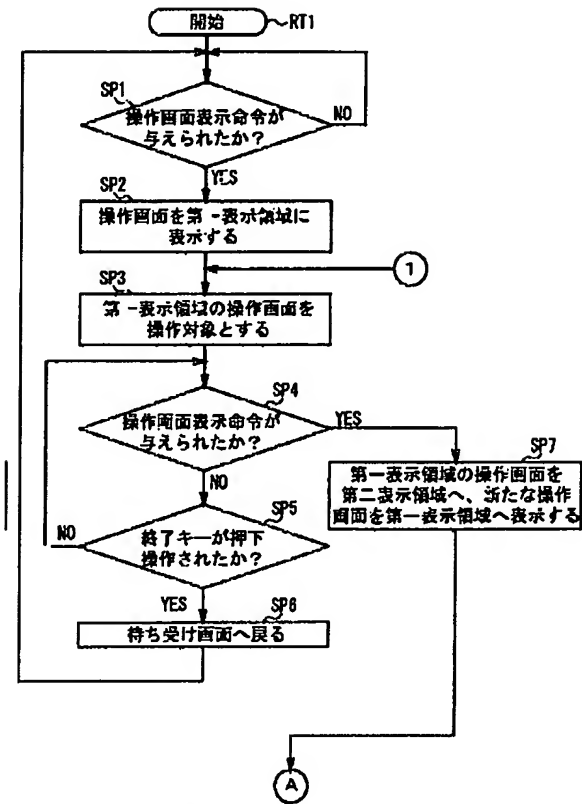 開始
RT1
SP1
操作画面表示命令が
与えられたか?
NO
YES
SP2
操作画面を第一表示領域に
表示する
1
SP3
第一表示領域の操作画面を
操作対象とする
SP4
操作画面表示命令が
与えられたか?
YES
NO
SP7
第一表示領域の操作画面を
第二表示領域へ、新たな操作
画面を第一表示領域へ表示する
SP5
終了キーが押下
操作されたか?
NO
YES
SP6
待ち受け画面へ戻る
A